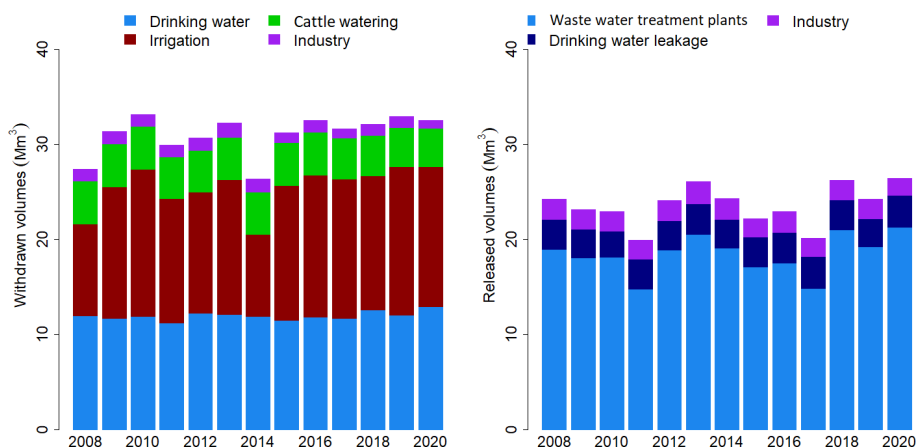 Drinking water
Cattle watering
Irrigation
Industry
Withdrawn volumes (Mm³)
0
10
20
30
40
2008
2010
2012
2014
2016
2018
2020
Waste water treatment plants
Industry
Drinking water leakage
Released volumes (Mm³)
0
10
20
30
40
2008
2010
2012
2014
2016
2018
2020